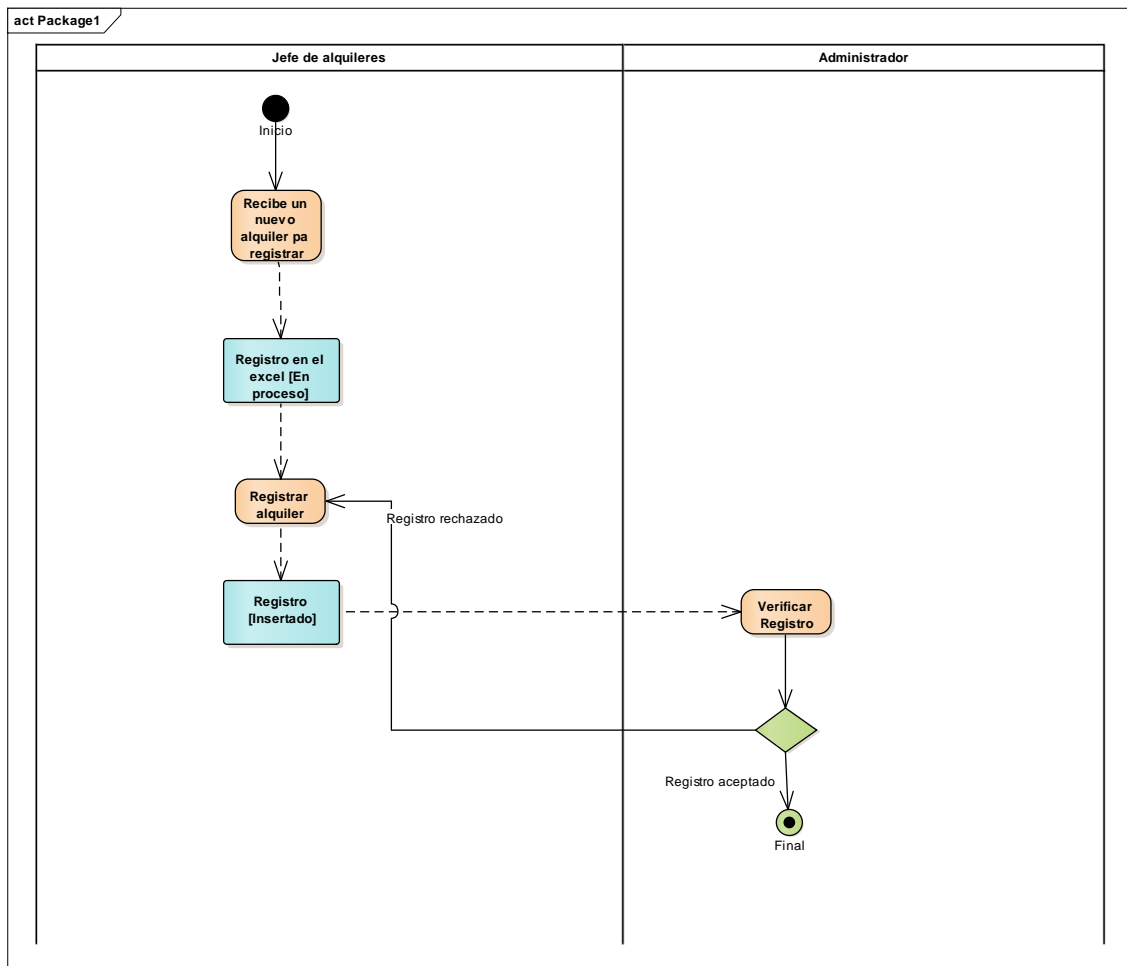 act Package1
Jefe de alquileres
Administrador
Inicio
Recibe un
nuevo
alquiler pa
registrar
Registro en el
excel [En
proceso]
Registrar
alquiler
Registro rechazado
Registro
[Insertado]
Verificar
Registro
Registro aceptado
Final